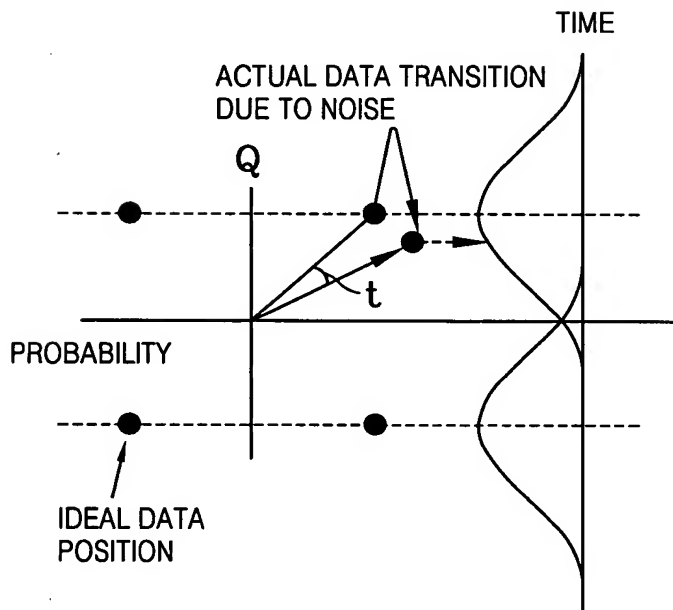 TIME
ACTUAL DATA TRANSITION
DUE TO NOISE
Q
t
PROBABILITY
IDEAL DATA
POSITION